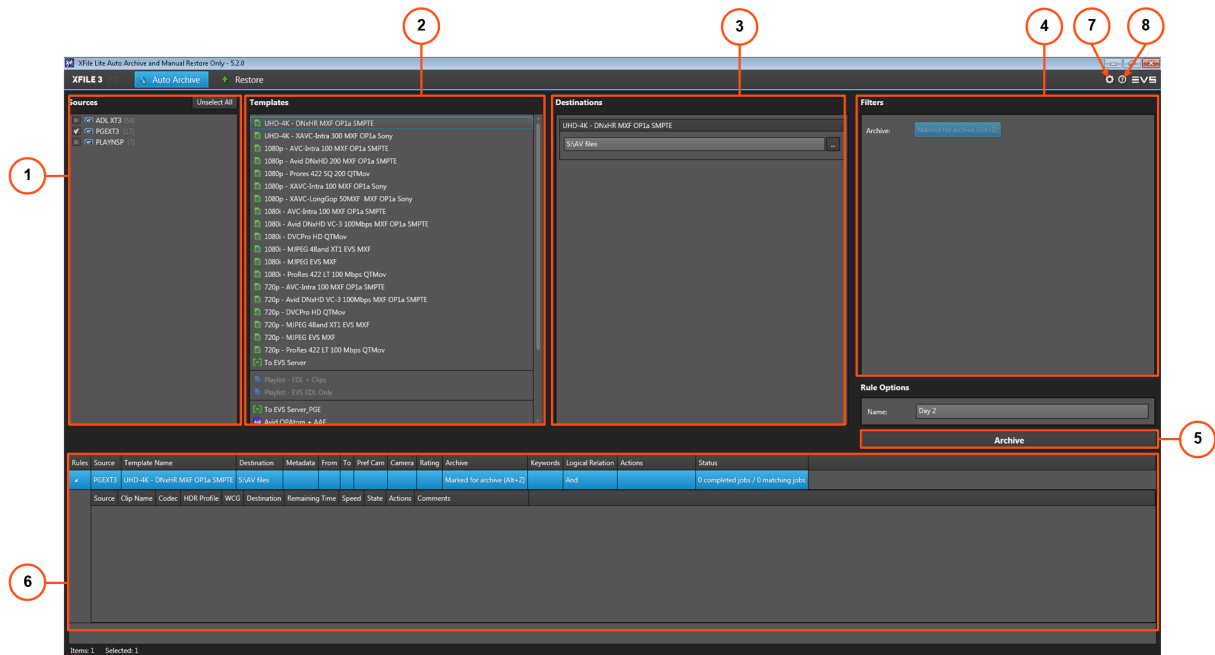 2
3
4
7
8
XFile Lite Auto Archive and Manual Restore Only - 5.2.0
XFILE 3
Auto Archive
Restore
EVS
Sources
Unselect All
Templates
Destinations
Filters
ADL XT3 (64)
PGEXT3 (17)
PLAYNSP (7)
UHD-4K - DNxHR MXF OP1a SMPTE
UHD-4K - XAVC-Intra 300 MXF OP1a Sony
1080p - AVC-Intra 100 MXF OP1a SMPTE
1080p - Avid DNxHD 200 MXF OP1a SMPTE
1080p - Prores 422 SQ 200 QTMov
1080p - XAVC-Intra 100 MXF OP1a Sony
1080p - XAVC-LongGop 50MXF MXF OP1a Sony
1080i - AVC-Intra 100 MXF OP1a SMPTE
1080i - Avid DNxHD VC-3 100Mbps MXF OP1a SMPTE
1080i - DVCPro HD QTMov
1080i - MJPEG 4Band XT1 EVS MXF
1080i - MJPEG EVS MXF
1080i - ProRes 422 LT 100 Mbps QTMov
720p - AVC-Intra 100 MXF OP1a SMPTE
720p - Avid DNxHD VC-3 100Mbps MXF OP1a SMPTE
720p - DVCPro HD QTMov
720p - MJPEG 4Band XT1 EVS MXF
720p - MJPEG EVS MXF
720p - ProRes 422 LT 100 Mbps QTMov
To EVS Server
Playlist - EDL + Clips
Playlist - EVS EDL Only
To EVS Server_PGE
Avid OPAtom + AAF
UHD-4K - DNxHR MXF OP1a SMPTE
S:\AV files
...
Archive:
Marked for archive (Alt+Z)
1
Rule Options
Name:
Day 2
Archive
5
Rules Source Template Name Destination Metadata From To Pref Cam Camera Rating Archive Keywords Logical Relation Actions Status
PGEXT3 UHD-4K - DNxHR MXF OP1a SMPTE S:\AV files Marked for archive (Alt+Z) And 0 completed jobs / 0 matching jobs
Source Clip Name Codec HDR Profile WCG Destination Remaining Time Speed State Actions Comments
6
Items: 1 Selected: 1